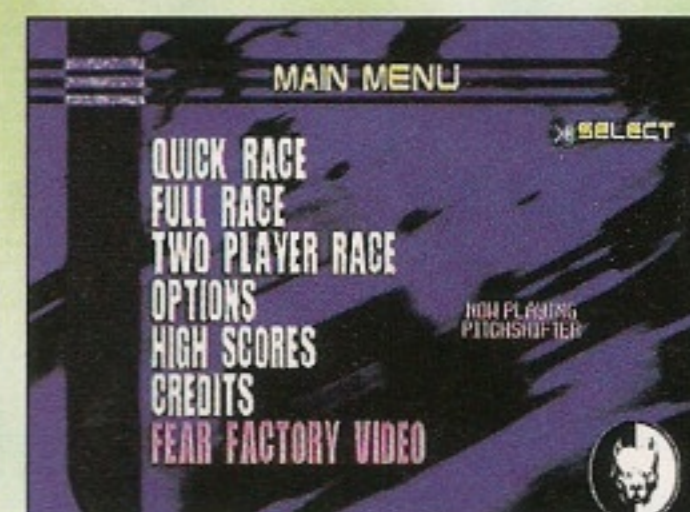 MAIN MENU
SELECT
QUICK RACE
FULL RACE
TWO PLAYER RACE
OPTIONS
NOW PLAYING
PITCHSHIFTER
HIGH SCORES
CREDITS
FEAR FACTORY VIDEO